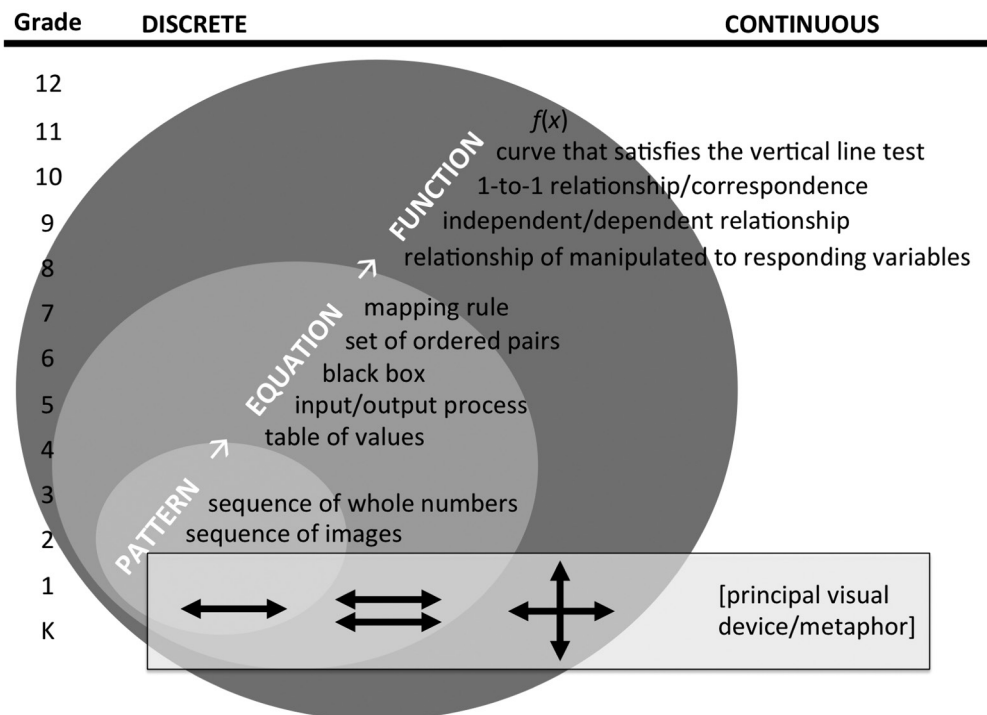 Grade DISCRETE CONTINUOUS
12
11
10
9
8
7
6
5
4
3
2
1
K
f(x)
curve that satisfies the vertical line test
1-to-1 relationship/correspondence
independent/dependent relationship
relationship of manipulated to responding variables
FUNCTION
mapping rule
set of ordered pairs
black box
input/output process
table of values
EQUATION →
sequence of whole numbers
sequence of images
PATTERN →
[principal visual
device/metaphor]